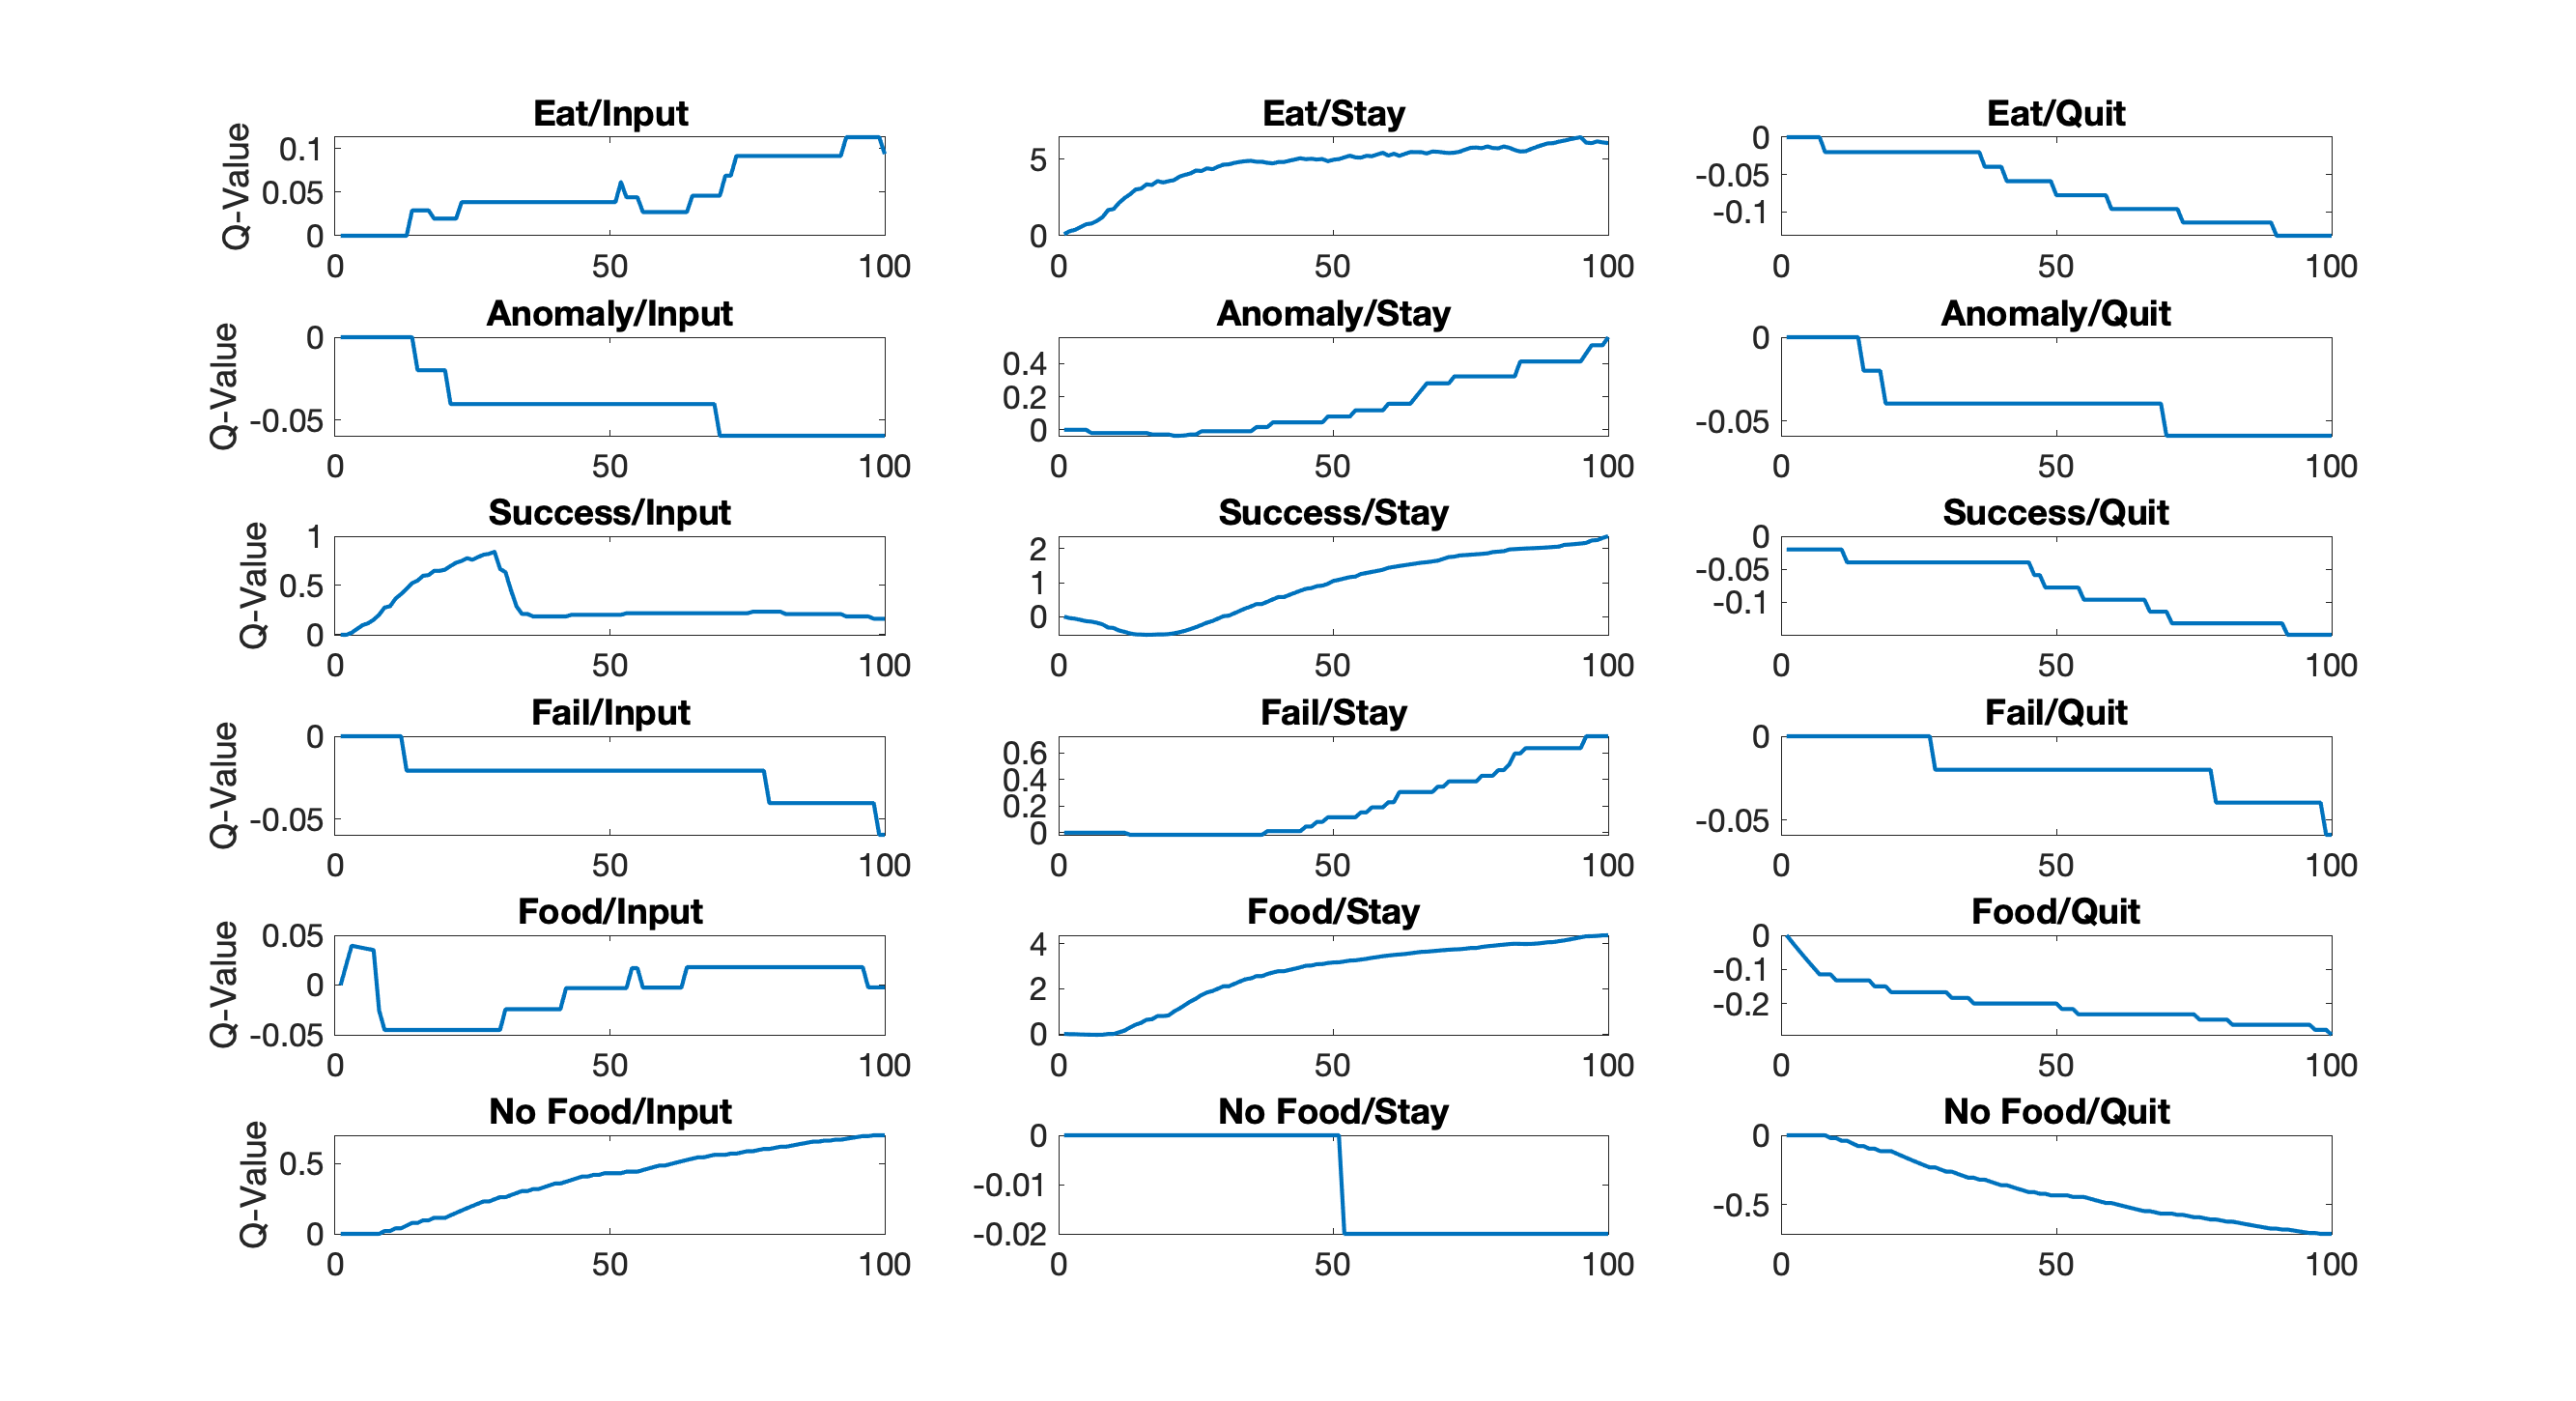 Eat/Input Eat/Stay Eat/Quit
Q-Value
0.1
0.05
0
5
0
0
-0.05
-0.1
0 50 100 0 50 100 0 50 100
Anomaly/Input Anomaly/Stay Anomaly/Quit
Q-Value
0
-0.05
0.4
0.2
0
0
-0.05
0 50 100 0 50 100 0 50 100
Success/Input Success/Stay Success/Quit
Q-Value
1
0.5
0
2
1
0
0
-0.05
-0.1
0 50 100 0 50 100 0 50 100
Fail/Input Fail/Stay Fail/Quit
Q-Value
0
-0.05
0.6
0.4
0.2
0
0
-0.05
0 50 100 0 50 100 0 50 100
Food/Input Food/Stay Food/Quit
Q-Value
0.05
0
-0.05
4
2
0
0
-0.1
-0.2
0 50 100 0 50 100 0 50 100
No Food/Input No Food/Stay No Food/Quit
Q-Value
0.5
0
0
-0.01
-0.02
0
-0.5
0 50 100 0 50 100 0 50 100